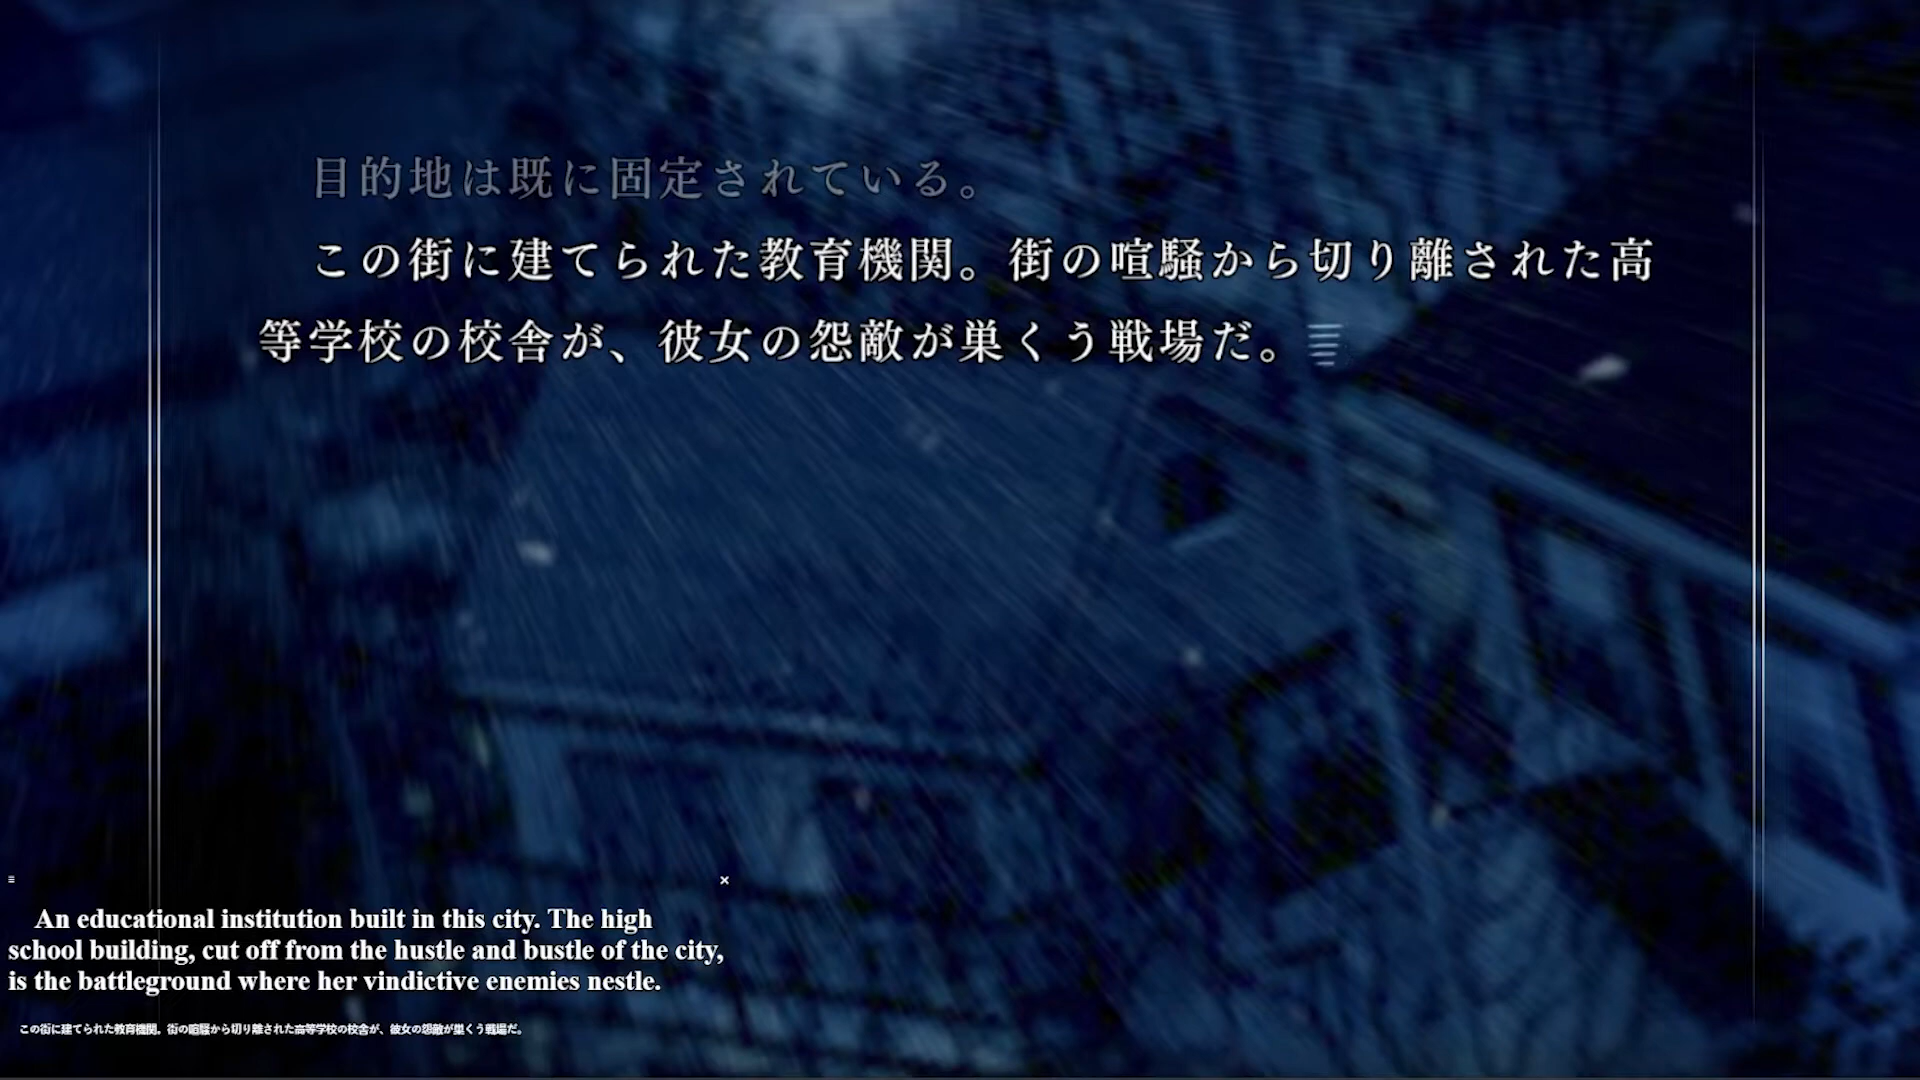 目的地は既に固定されている。
この街に建てられた教育機関。街の喧騒から切り離された高
等学校の校舎が、彼女の怨敵が巣くう戦場だ。
An educational institution built in this city. The high
school building, cut off from the hustle and bustle of the city,
is the battleground where her vindictive enemies nestle.
この街に建てられた教育機関。街の喧騒から切り離された高等学校の校舎が、彼女の怨敵が巣くう戦場だ。